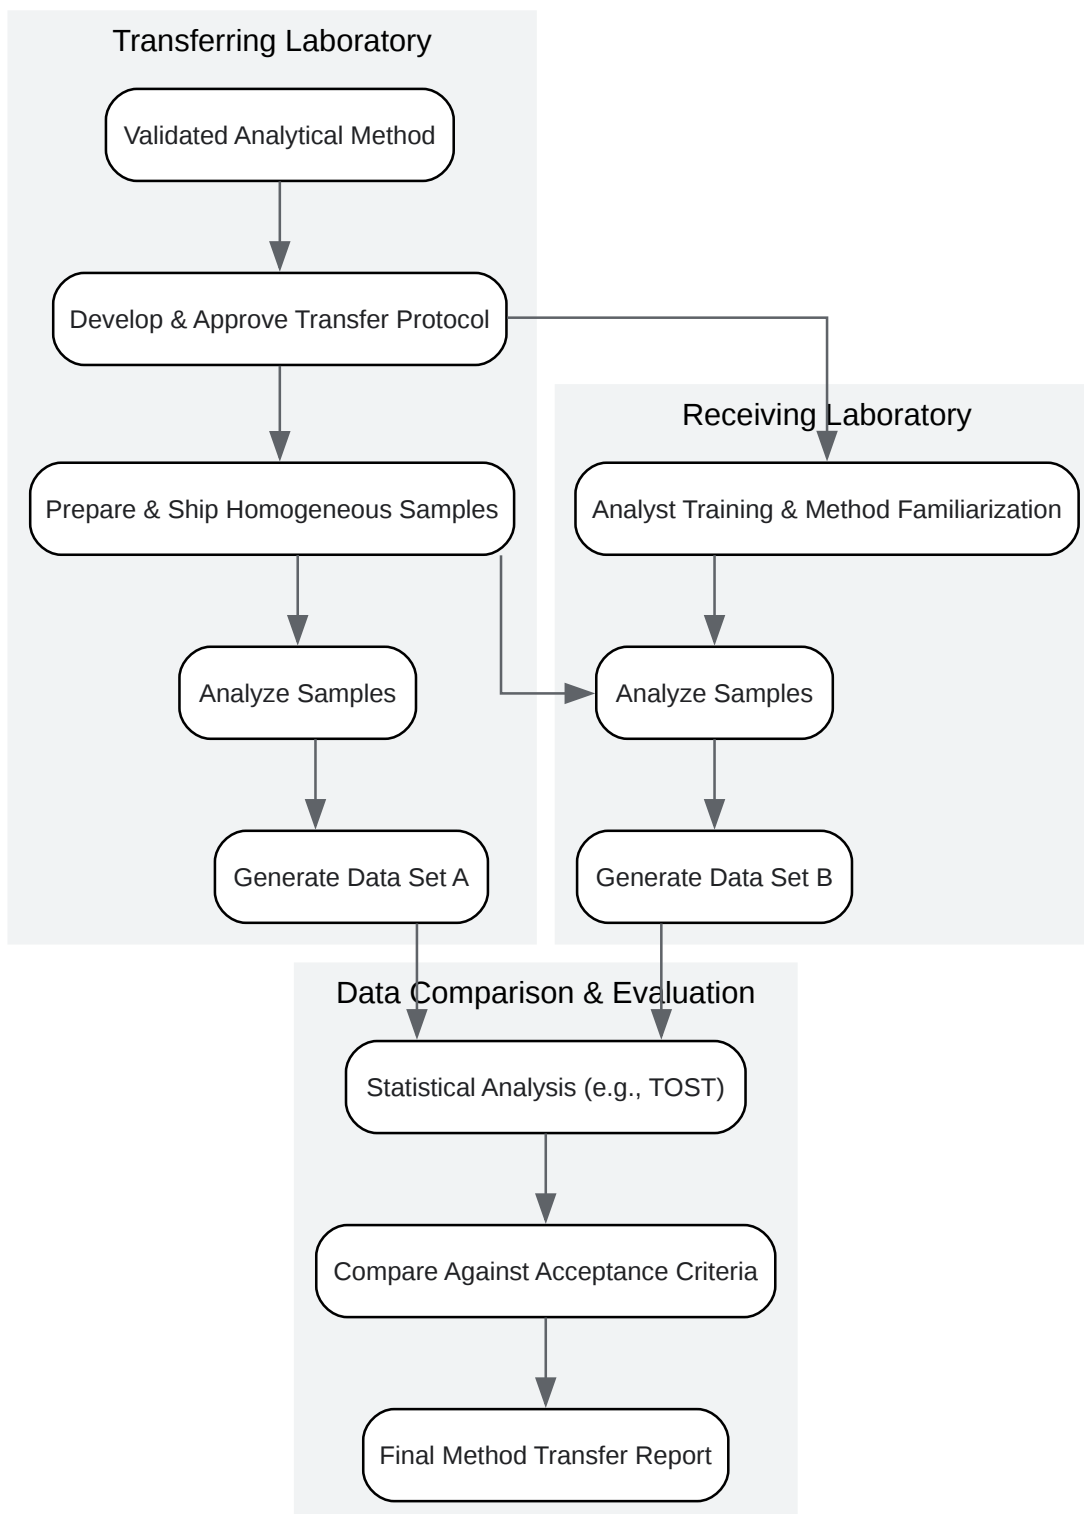 Transferring Laboratory
Validated Analytical Method
Develop & Approve Transfer Protocol
Prepare & Ship Homogeneous Samples
Analyze Samples
Generate Data Set A
Receiving Laboratory
Analyst Training & Method Familiarization
Analyze Samples
Generate Data Set B
Data Comparison & Evaluation
Statistical Analysis (e.g., TOST)
Compare Against Acceptance Criteria
Final Method Transfer Report